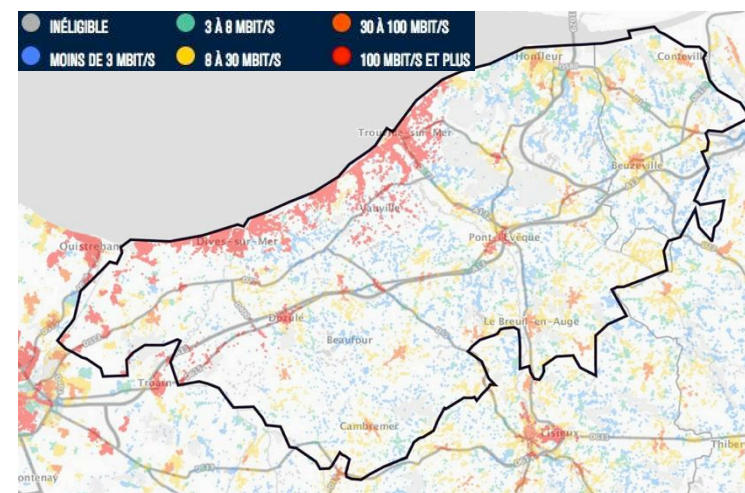 INÉLIGIBLE
3 À 8 MBIT/S
30 À 100 MBIT/S
MOINS DE 3 MBIT/S
8 À 30 MBIT/S
100 MBIT/S ET PLUS
Honfleur
Conteville
Trouville-sur-Mer
Beuzeville
Vauville
Ouistreham
Dives-sur-Mer
Pont-l'Évêque
Dozulé
Le Breuil-en-Auge
Beaufour
Troarn
Cambremer
Lisieux
Thiber
ontenay